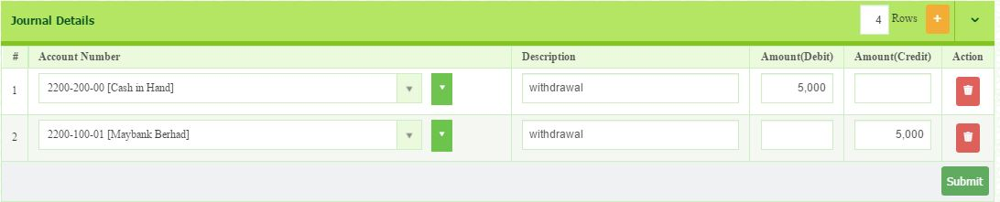 Journal Details 4 Rows +
# Account Number Description Amount(Debit) Amount(Credit) Action
1 2200-200-00 [Cash in Hand] withdrawal 5,000
2 2200-100-01 [Maybank Berhad] withdrawal 5,000
Submit